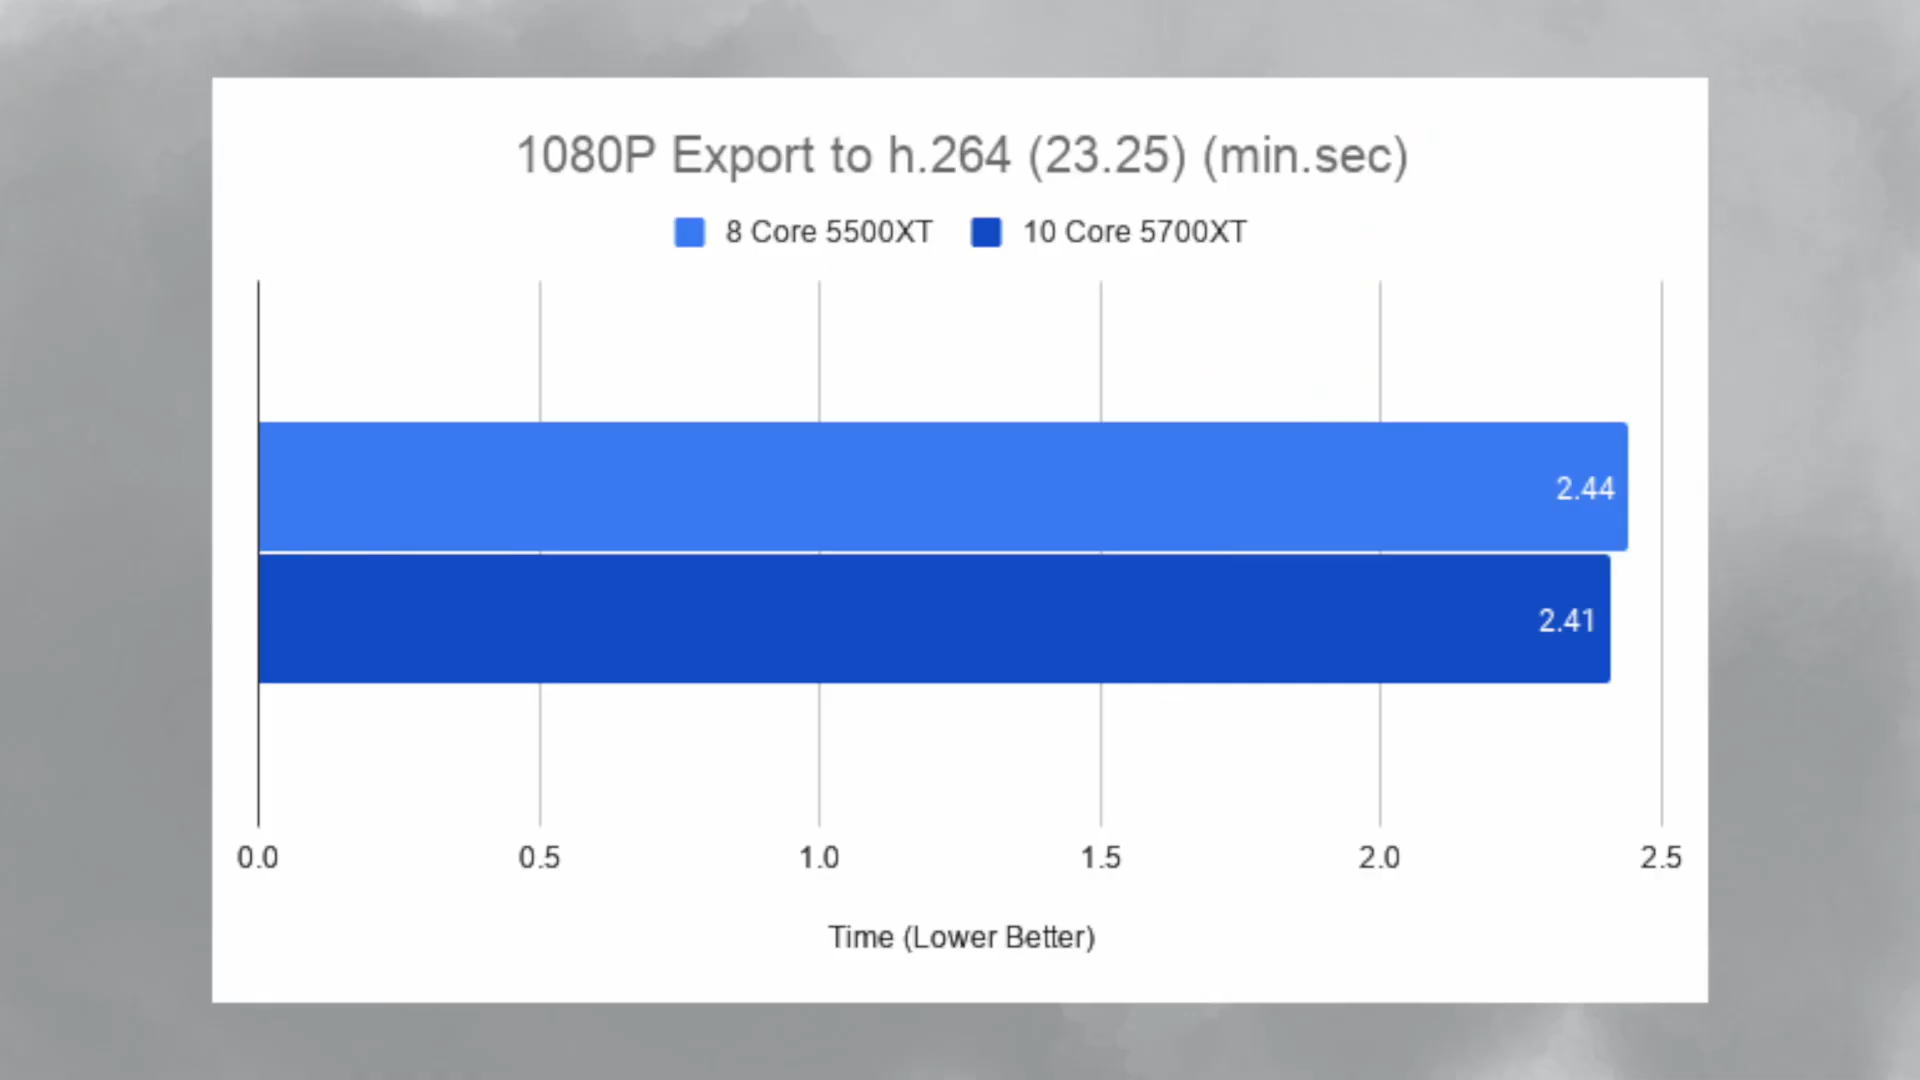 1080P Export to h.264 (23.25) (min.sec)
8 Core 5500XT 10 Core 5700XT
2.44
2.41
0.0 0.5 1.0 1.5 2.0 2.5
Time (Lower Better)